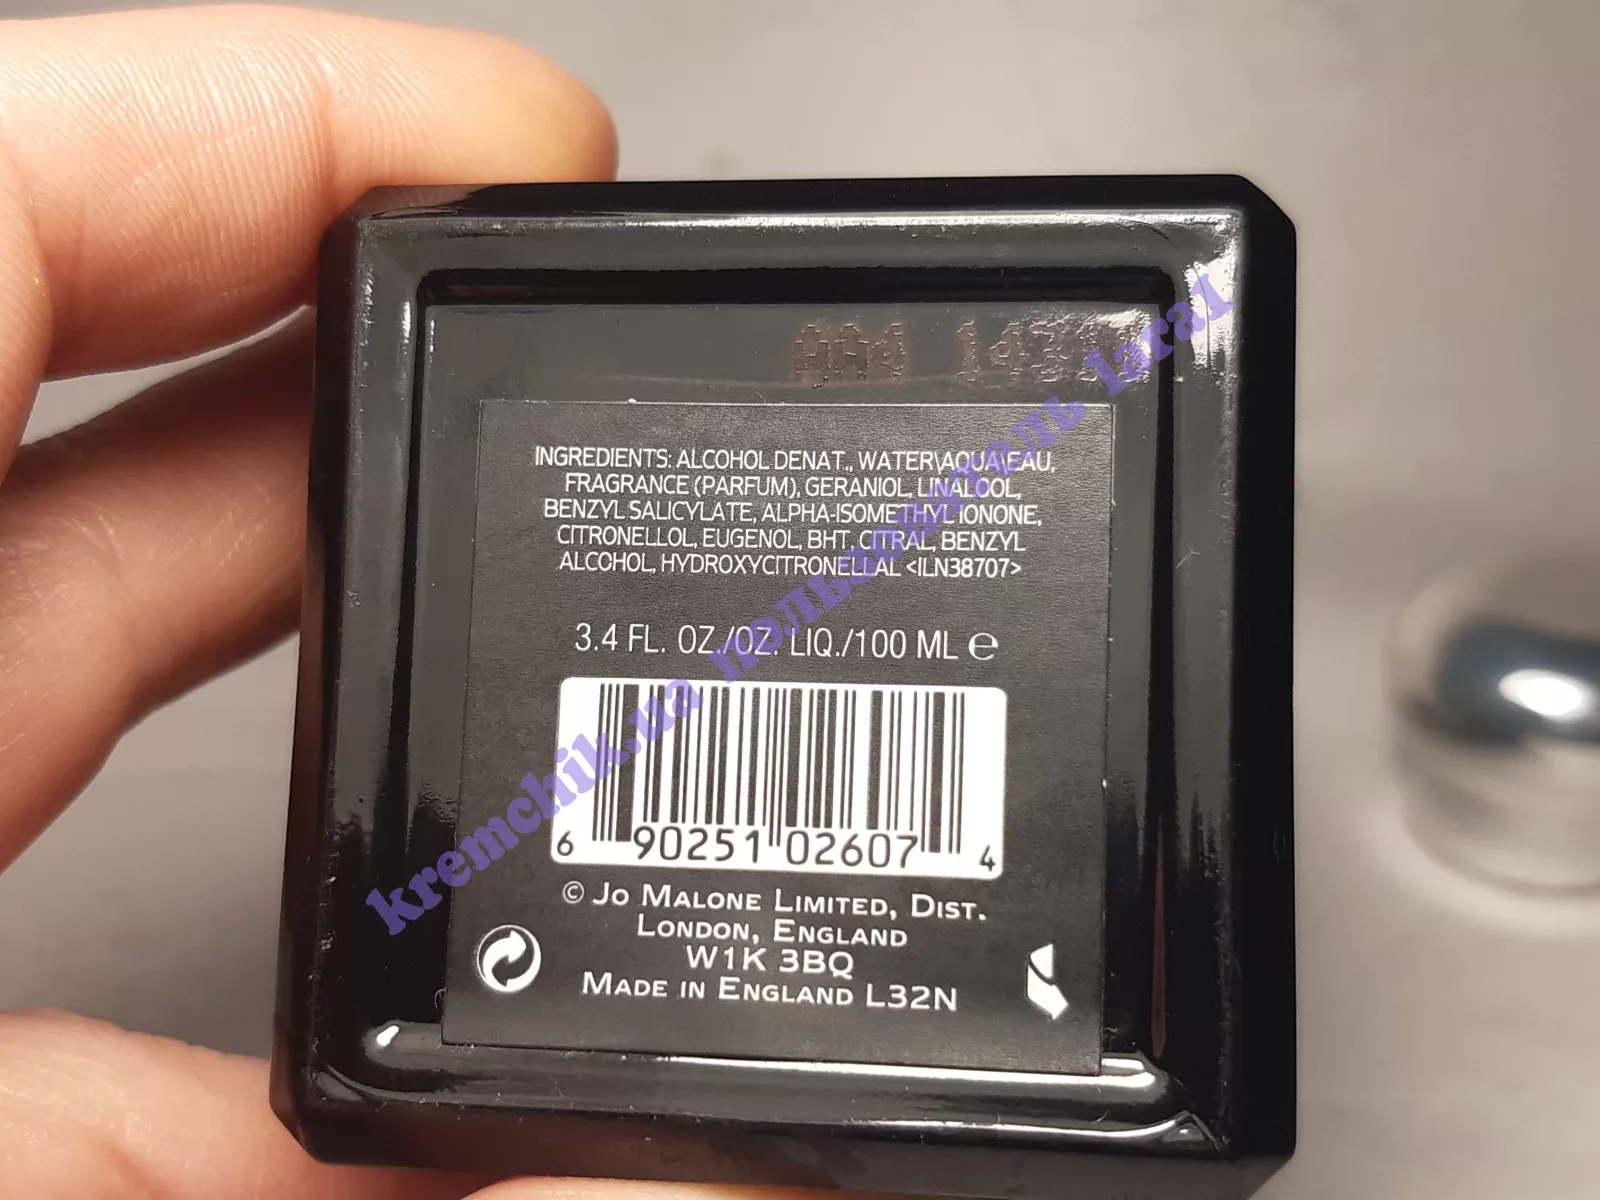 INGREDIENTS: ALCOHOL DENAT., WATER\AQUA\EAU,
FRAGRANCE (PARFUM), GERANIOL, LINALOOL,
BENZYL SALICYLATE, ALPHA-ISOMETHYL IONONE,
CITRONELLOL, EUGENOL, BHT, CITRAL, BENZYL
ALCOHOL, HYDROXYCITRONELLAL <ILN38707>
3.4 FL. OZ./OZ. LIQ./100 ML ℮
6 90251 02607 4
© JO MALONE LIMITED, DIST.
LONDON, ENGLAND
W1K 3BQ
MADE IN ENGLAND L32N
kremchik.ua пользователь lara1